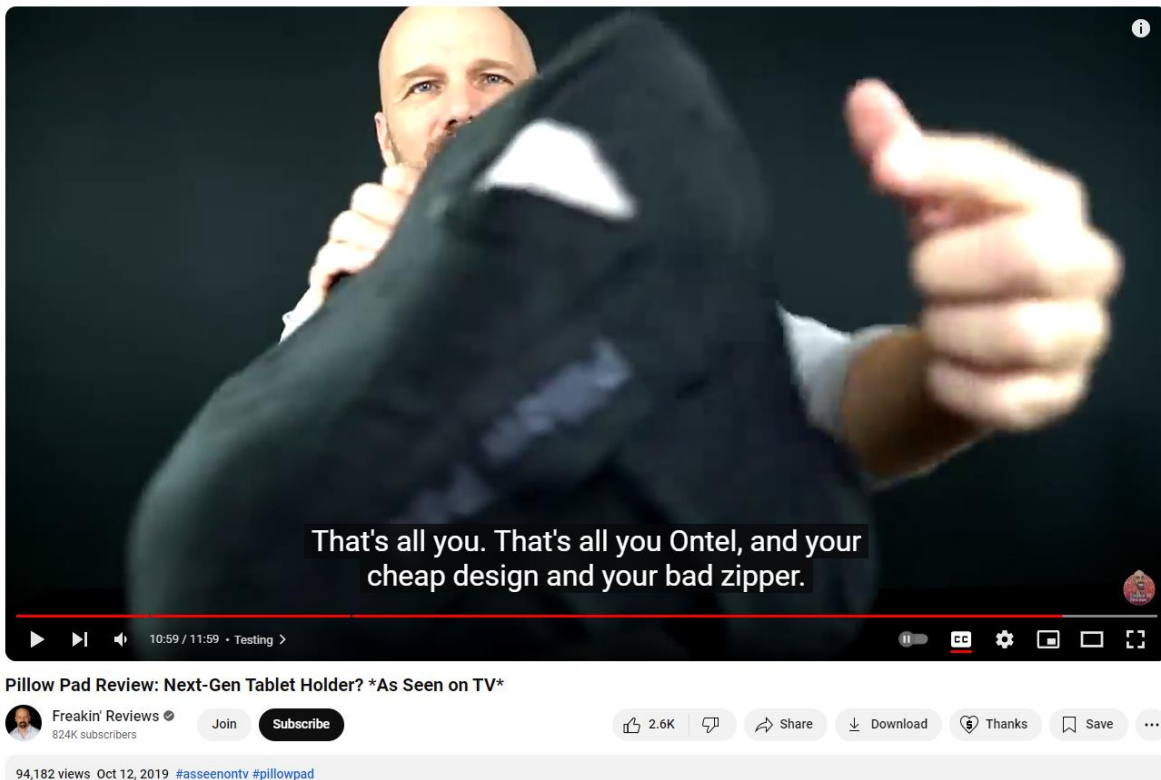 That's all you. That's all you Ontel, and your
cheap design and your bad zipper.
10:59 / 11:59 • Testing >
CC
Pillow Pad Review: Next-Gen Tablet Holder? *As Seen on TV*
Freakin' Reviews
824K subscribers
Join
Subscribe
2.6K
Share
Download
Thanks
Save
94,182 views Oct 12, 2019 #asseenontv #pillowpad